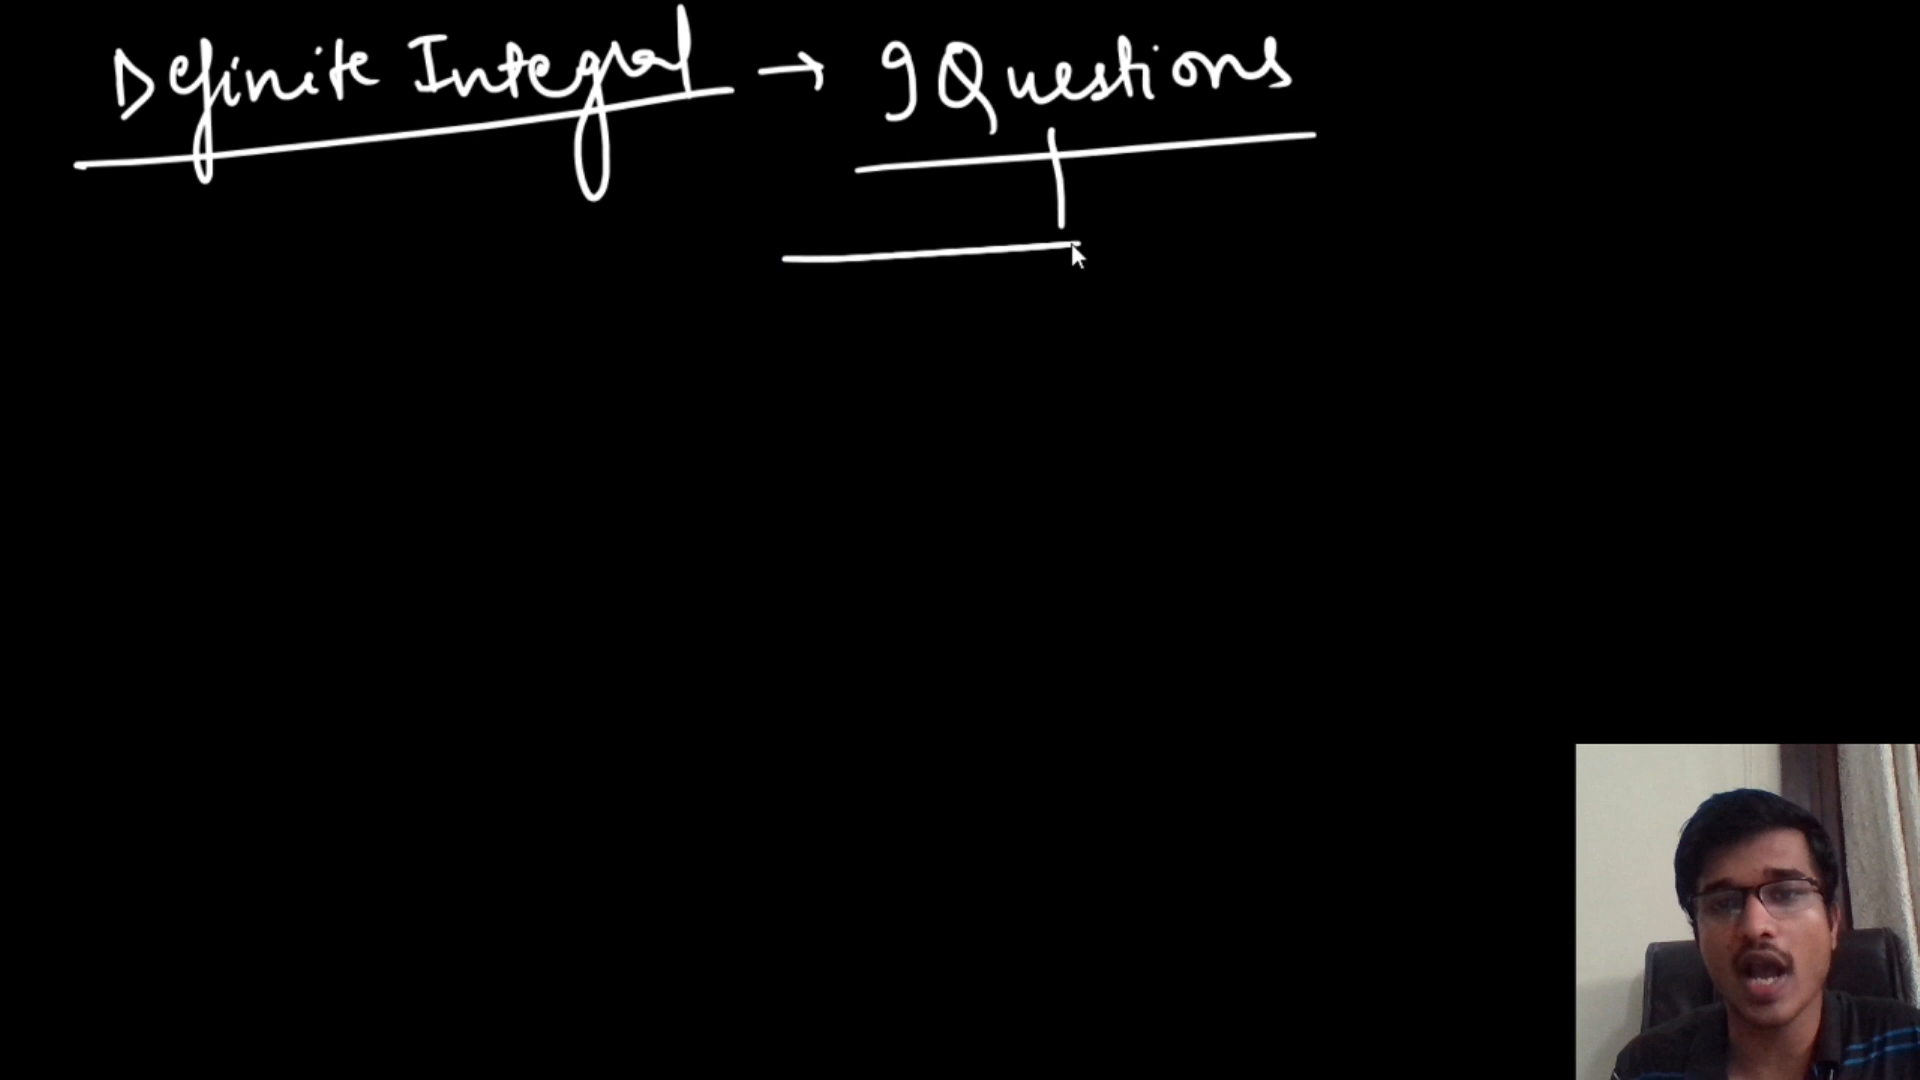 Definite Integral → 9 Questions